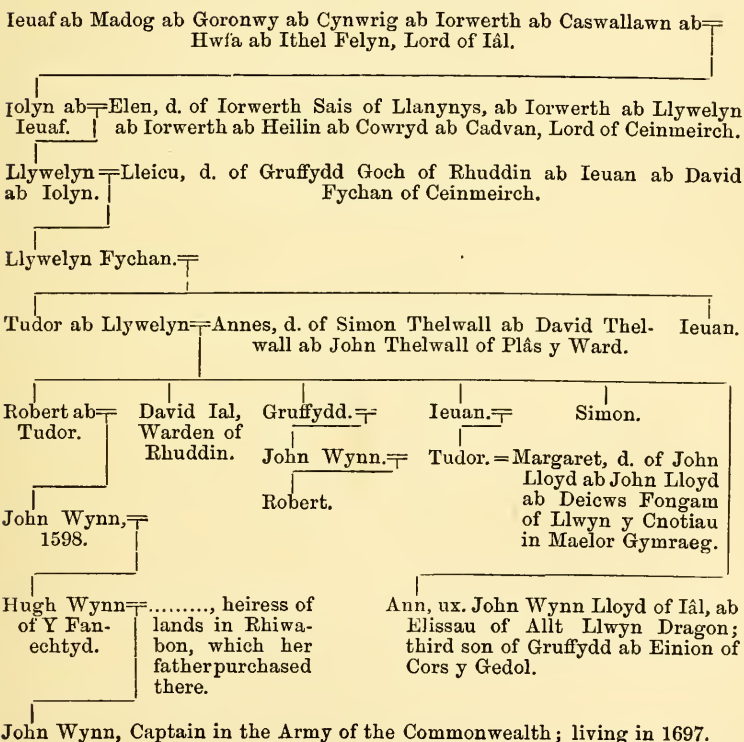 Ieuaf ab Madog ab Goronwy ab Cynwrig ab Iorwerth ab Caswallawn ab
Hwfa ab Ithel Felyn, Lord of Iâl.
Iolyn ab
Ieuaf.
Elen, d. of Iorwerth Sais of Llanynys, ab Iorwerth ab Llywelyn
ab Iorwerth ab Heilin ab Cowryd ab Cadvan, Lord of Ceinmeirch.
Llywelyn
ab Iolyn.
Lleicu, d. of Gruffydd Goch of Rhuddin ab Ieuan ab David
Fychan of Ceinmeirch.
Llywelyn Fychan.
Tudor ab Llywelyn
Annes, d. of Simon Thelwall ab David Thel-
wall ab John Thelwall of Plâs y Ward.
Ieuan.
Robert ab
Tudor.
David Ial,
Warden of
Rhuddin.
Gruffydd.
John Wynn.
Robert.
Ieuan.
Tudor. = Margaret, d. of John
Lloyd ab John Lloyd
ab Deicws Fongam
of Llwyn y Cnotiau
in Maelor Gymraeg.
Simon.
John Wynn,
1598.
Hugh Wynn
of Y Fan-
echtyd.
........., heiress of
lands in Rhiwa-
bon, which her
father purchased
there.
Ann, ux. John Wynn Lloyd of Iâl, ab
Elissau of Allt Llwyn Dragon;
third son of Gruffydd ab Einion of
Cors y Gedol.
John Wynn, Captain in the Army of the Commonwealth; living in 1697.